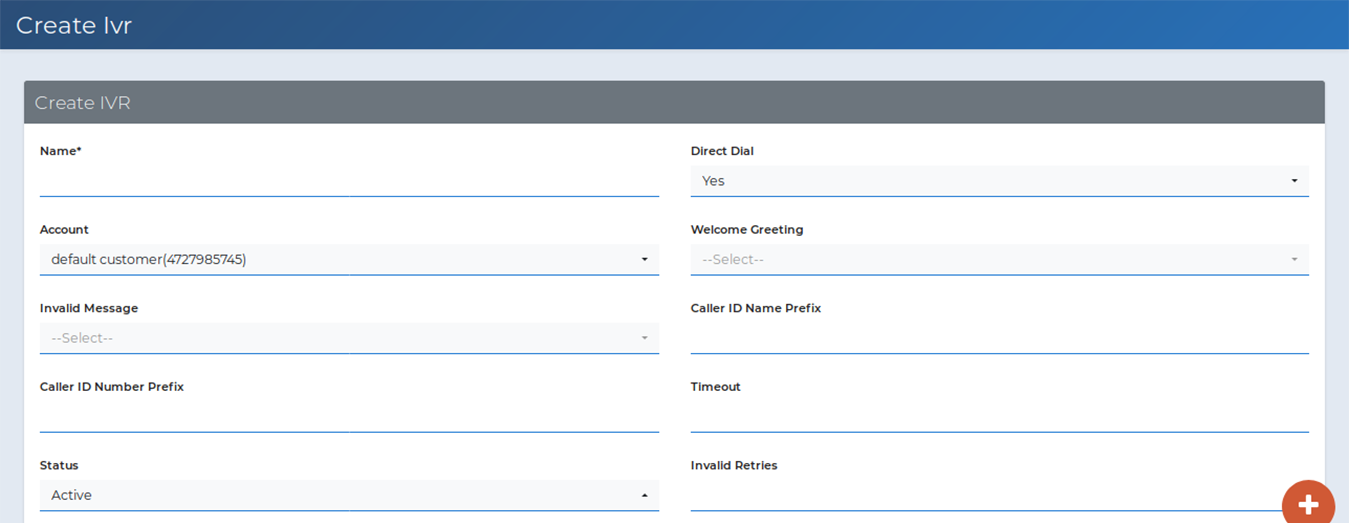 Create Ivr
Create IVR
Name*
Direct Dial
Yes
Account
Welcome Greeting
default customer(4727985745)
--Select--
Invalid Message
Caller ID Name Prefix
--Select--
Caller ID Number Prefix
Timeout
Status
Invalid Retries
Active